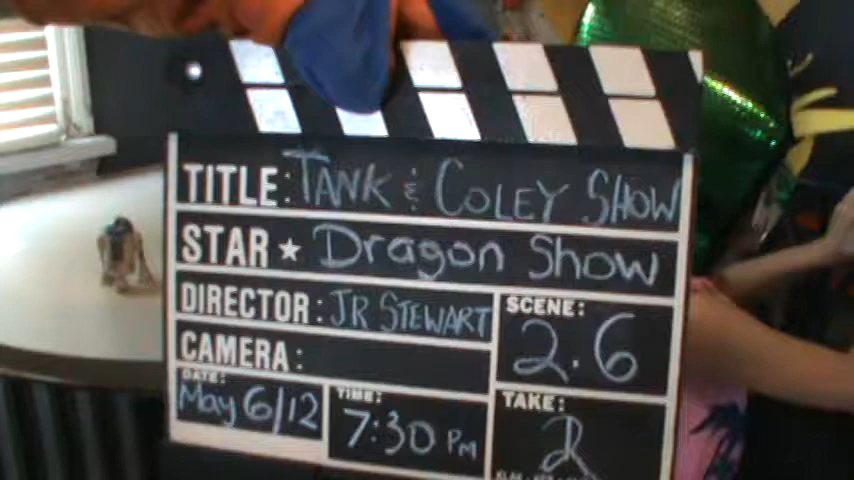 TITLE: TANK & COLEY SHOW
STAR ★ Dragon Show
DIRECTOR: JR STEWART
SCENE: 2.6
CAMERA:
DATE: May 6/12
TIME: 7:30 PM
TAKE: 2